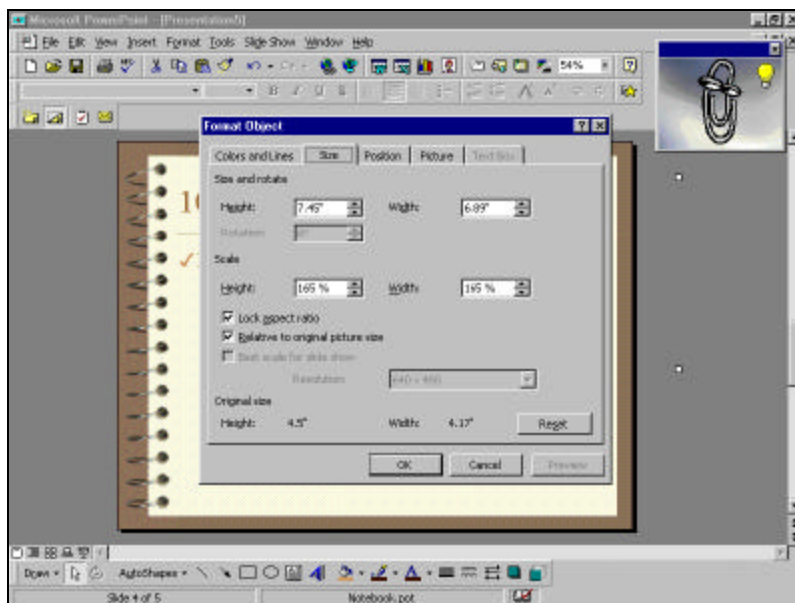 Microsoft PowerPoint - [Presentation5]
File Edit View Insert Format Tools Slide Show Window Help
54%
B I U S
Format Object
Colors and Lines Size Position Picture Text Box
Size and rotate
Height: 7.45" Width: 6.89"
Rotation:
Scale
Height: 165 % Width: 165 %
Lock aspect ratio
Relative to original picture size
Best scale for slide show
Resolution: 640 x 480
Original size
Height: 4.5" Width: 4.17" Reset
OK Cancel Preview
Draw AutoShapes
Slide 4 of 5 Notebook.pot